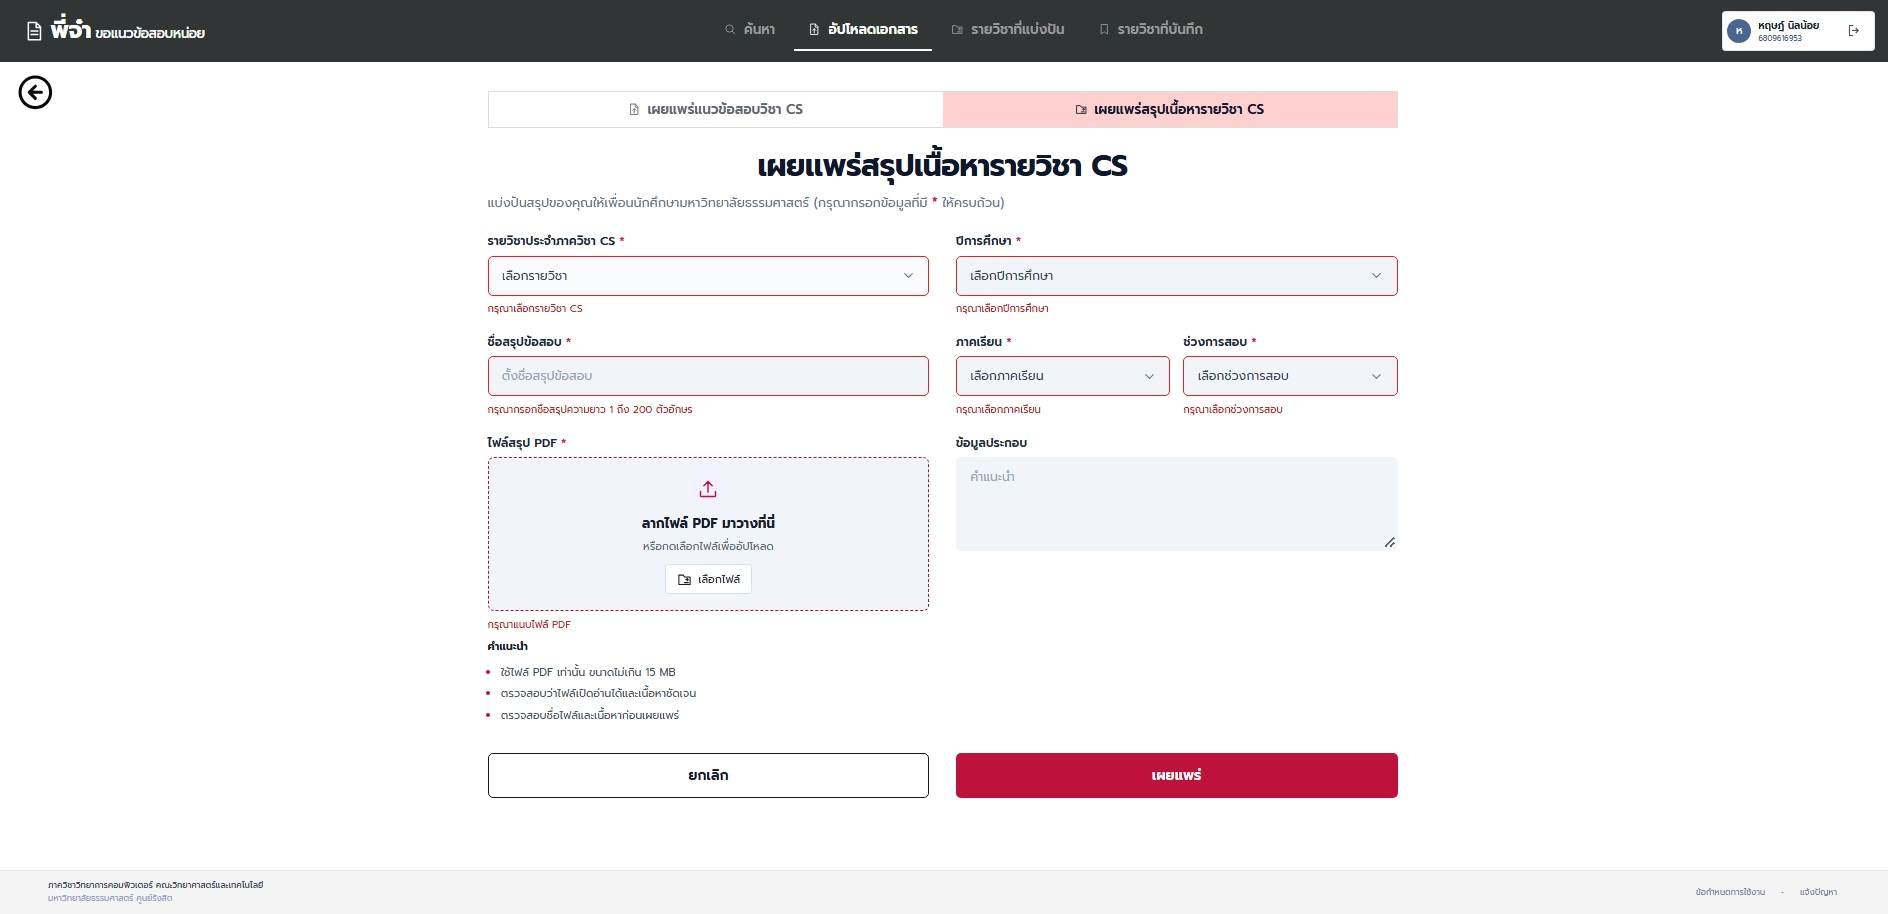 พี่จ๋า ขอแนวข้อสอบหน่อย
ค้นหา
อัปโหลดเอกสาร
รายวิชาที่แบ่งปัน
รายวิชาที่บันทึก
ห
หฤษฎ์ นิลน้อย
6809616953
เผยแพร่แนวข้อสอบวิชา CS
เผยแพร่สรุปเนื้อหารายวิชา CS
เผยแพร่สรุปเนื้อหารายวิชา CS
แบ่งปันสรุปของคุณให้เพื่อนนักศึกษามหาวิทยาลัยธรรมศาสตร์ (กรุณากรอกข้อมูลที่มี * ให้ครบถ้วน)
รายวิชาประจำภาควิชา CS *
ปีการศึกษา *
เลือกรายวิชา
เลือกปีการศึกษา
กรุณาเลือกรายวิชา CS
กรุณาเลือกปีการศึกษา
ชื่อสรุปข้อสอบ *
ภาคเรียน *
ช่วงการสอบ *
ตั้งชื่อสรุปข้อสอบ
เลือกภาคเรียน
เลือกช่วงการสอบ
กรุณากรอกชื่อสรุปความยาว 1 ถึง 200 ตัวอักษร
กรุณาเลือกภาคเรียน
กรุณาเลือกช่วงการสอบ
ไฟล์สรุป PDF *
ข้อมูลประกอบ
คำแนะนำ
ลากไฟล์ PDF มาวางที่นี่
หรือกดเลือกไฟล์เพื่ออัปโหลด
เลือกไฟล์
กรุณาแนบไฟล์ PDF
คำแนะนำ
ใช้ไฟล์ PDF เท่านั้น ขนาดไม่เกิน 15 MB
ตรวจสอบว่าไฟล์เปิดอ่านได้และเนื้อหาชัดเจน
ตรวจสอบชื่อไฟล์และเนื้อหาก่อนเผยแพร่
ยกเลิก
เผยแพร่
ภาควิชาวิทยาการคอมพิวเตอร์ คณะวิทยาศาสตร์และเทคโนโลยี
มหาวิทยาลัยธรรมศาสตร์ ศูนย์รังสิต
ข้อกำหนดการใช้งาน · แจ้งปัญหา